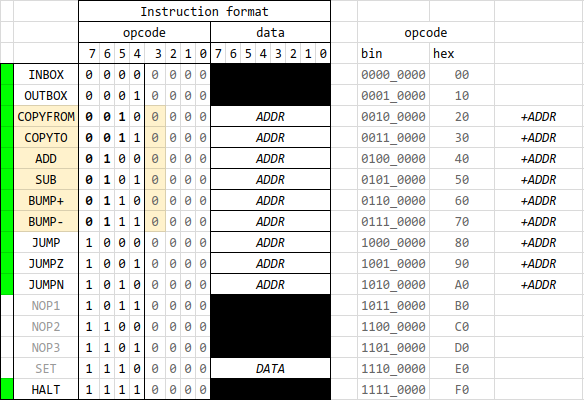 Instruction format
opcode data opcode
7 6 5 4 3 2 1 0 7 6 5 4 3 2 1 0 bin hex
INBOX 0 0 0 0 0 0 0 0 0000_0000 00
OUTBOX 0 0 0 1 0 0 0 0 0001_0000 10
COPYFROM 0 0 1 0 0 0 0 0 ADDR 0010_0000 20 +ADDR
COPYTO 0 0 1 1 0 0 0 0 ADDR 0011_0000 30 +ADDR
ADD 0 1 0 0 0 0 0 0 ADDR 0100_0000 40 +ADDR
SUB 0 1 0 1 0 0 0 0 ADDR 0101_0000 50 +ADDR
BUMP+ 0 1 1 0 0 0 0 0 ADDR 0110_0000 60 +ADDR
BUMP- 0 1 1 1 0 0 0 0 ADDR 0111_0000 70 +ADDR
JUMP 1 0 0 0 0 0 0 0 ADDR 1000_0000 80 +ADDR
JUMPZ 1 0 0 1 0 0 0 0 ADDR 1001_0000 90 +ADDR
JUMPN 1 0 1 0 0 0 0 0 ADDR 1010_0000 A0 +ADDR
NOP1 1 0 1 1 0 0 0 0 1011_0000 B0
NOP2 1 1 0 0 0 0 0 0 1100_0000 C0
NOP3 1 1 0 1 0 0 0 0 1101_0000 D0
SET 1 1 1 0 0 0 0 0 DATA 1110_0000 E0
HALT 1 1 1 1 0 0 0 0 1111_0000 F0